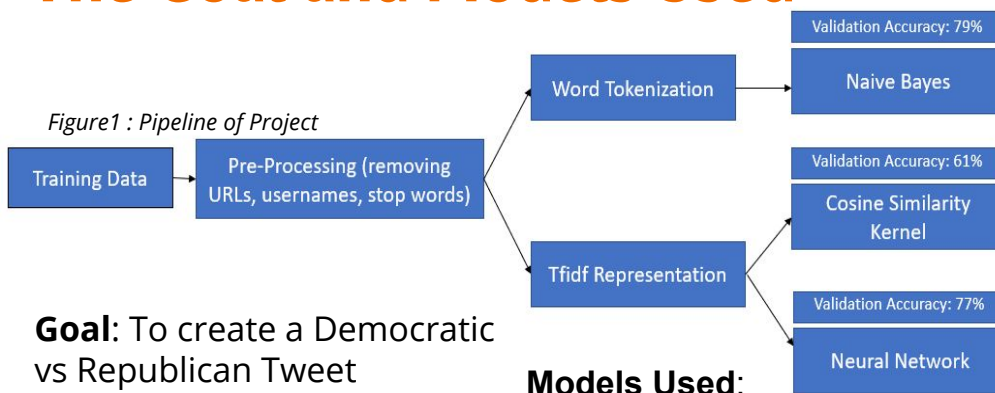 Validation Accuracy: 79%
Word Tokenization
Naive Bayes
Figure1 : Pipeline of Project
Training Data
Pre-Processing (removing
URLs, usernames, stop words)
Validation Accuracy: 61%
Cosine Similarity
Kernel
Tfidf Representation
Validation Accuracy: 77%
Neural Network
Goal: To create a Democratic
vs Republican Tweet
Models Used: